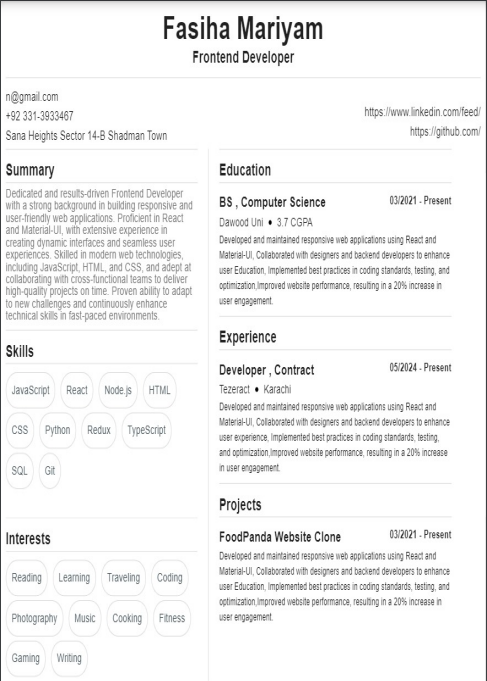 Fasiha Mariyam
Frontend Developer
n@gmail.com
+92 331-3933467
Sana Heights Sector 14-B Shadman Town
https://www.linkedin.com/feed/
https://github.com/
Summary
Dedicated and results-driven Frontend Developer
with a strong background in building responsive and
user-friendly web applications. Proficient in React
and Material-UI, with extensive experience in
creating dynamic interfaces and seamless user
experiences. Skilled in modern web technologies,
including JavaScript, HTML, and CSS, and adept at
collaborating with cross-functional teams to deliver
high-quality projects on time. Proven ability to adapt
to new challenges and continuously enhance
technical skills in fast-paced environments.
Skills
JavaScript React Node.js HTML
CSS Python Redux TypeScript
SQL Git
Interests
Reading Learning Traveling Coding
Photography Music Cooking Fitness
Gaming Writing
Education
BS , Computer Science 03/2021 - Present
Dawood Uni ● 3.7 CGPA
Developed and maintained responsive web applications using React and
Material-UI, Collaborated with designers and backend developers to enhance
user Education, Implemented best practices in coding standards, testing, and
optimization,Improved website performance, resulting in a 20% increase in
user engagement.
Experience
Developer , Contract 05/2024 - Present
Tezeract ● Karachi
Developed and maintained responsive web applications using React and
Material-UI, Collaborated with designers and backend developers to enhance
user experience, Implemented best practices in coding standards, testing,
and optimization,Improved website performance, resulting in a 20% increase
in user engagement.
Projects
FoodPanda Website Clone 03/2021 - Present
Developed and maintained responsive web applications using React and
Material-UI, Collaborated with designers and backend developers to enhance
user Education, Implemented best practices in coding standards, testing, and
optimization,Improved website performance, resulting in a 20% increase in
user engagement.